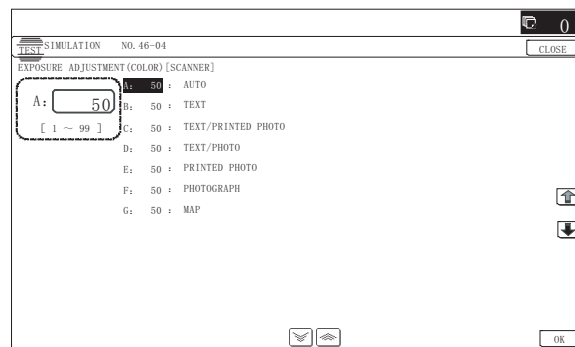 0
TEST SIMULATION NO. 46-04
CLOSE
EXPOSURE ADJUSTMENT(COLOR)[SCANNER]
A: 50
[ 1 ~ 99 ]
A: 50 : AUTO
B: 50 : TEXT
C: 50 : TEXT/PRINTED PHOTO
D: 50 : TEXT/PHOTO
E: 50 : PRINTED PHOTO
F: 50 : PHOTOGRAPH
G: 50 : MAP
OK